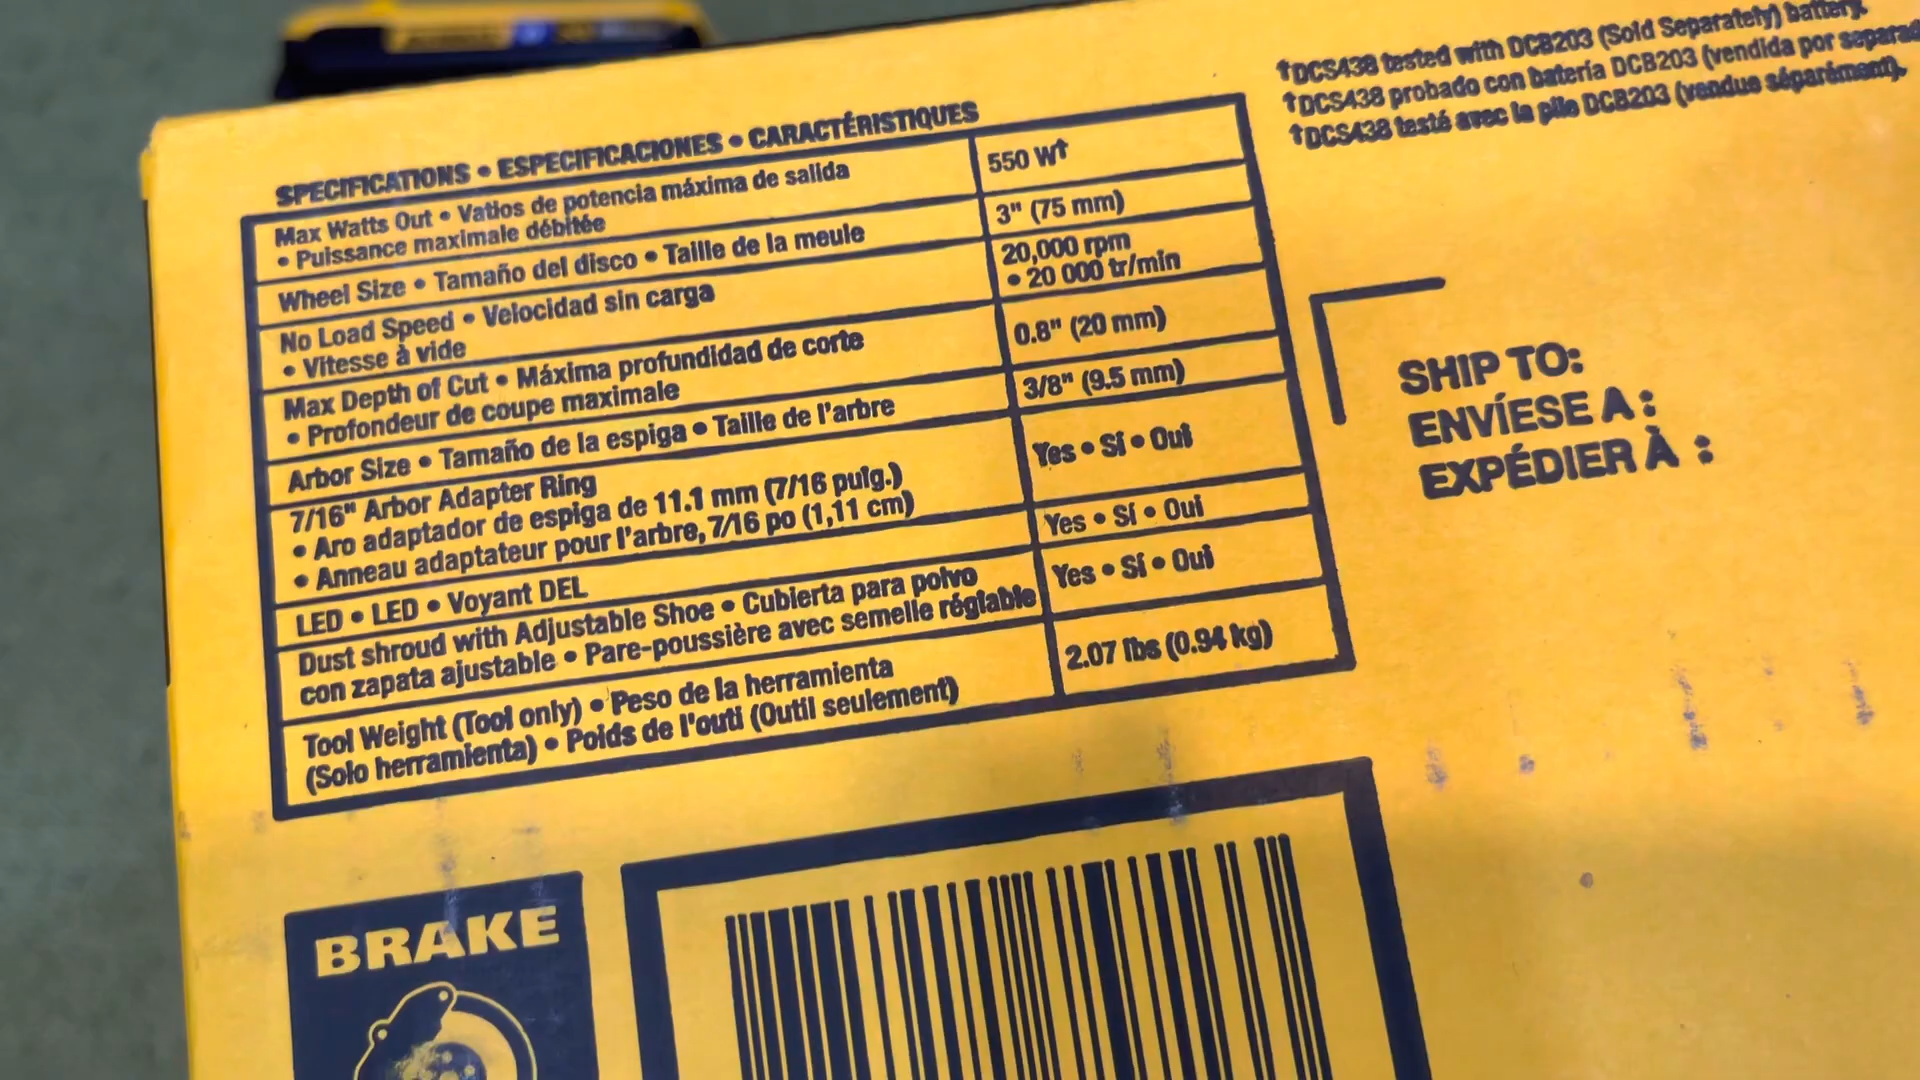 †DCS438 tested with DCB203 (Sold Separately) battery.
†DCS438 probado con batería DCB203 (vendida por
†DCS438 testé avec la pile DCB203 (vendue séparément).
SPECIFICATIONS • ESPECIFICACIONES • CARACTÉRISTIQUES
Max Watts Out • Vatios de potencia máxima de salida
• Puissance maximale débitée
550 W†
Wheel Size • Tamaño del disco • Taille de la meule
3" (75 mm)
No Load Speed • Velocidad sin carga
• Vitesse à vide
20,000 rpm
• 20 000 tr/min
Max Depth of Cut • Máxima profundidad de corte
• Profondeur de coupe maximale
0.8" (20 mm)
Arbor Size • Tamaño de la espiga • Taille de l'arbre
3/8" (9.5 mm)
7/16" Arbor Adapter Ring
• Aro adaptador de espiga de 11.1 mm (7/16 pulg.)
• Anneau adaptateur pour l'arbre, 7/16 po (1,11 cm)
Yes • Sí • Oui
LED • LED • Voyant DEL
Yes • Sí • Oui
Dust shroud with Adjustable Shoe • Cubierta para polvo
con zapata ajustable • Pare-poussière avec semelle réglable
Yes • Sí • Oui
Tool Weight (Tool only) • Peso de la herramienta
(Solo herramienta) • Poids de l'outi (Outil seulement)
2.07 lbs (0.94 kg)
SHIP TO:
ENVÍESE A :
EXPÉDIER À :
BRAKE